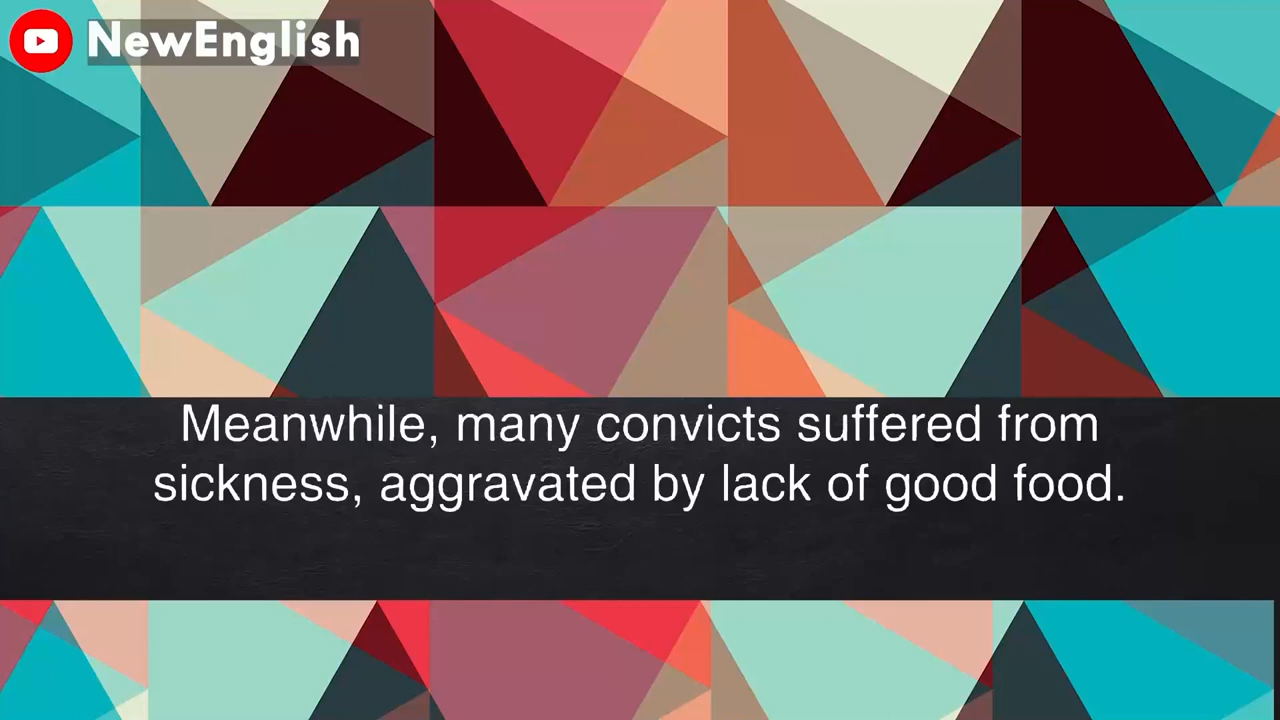 NewEnglish
Meanwhile, many convicts suffered from
sickness, aggravated by lack of good food.